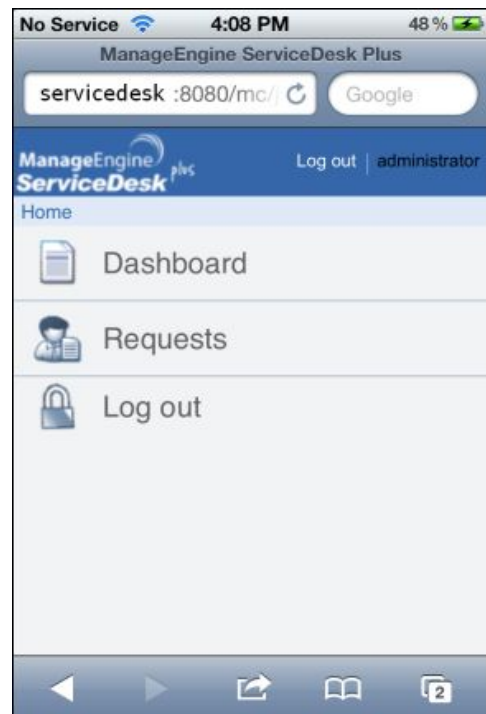 No Service 4:08 PM 48 %
ManageEngine ServiceDesk Plus
servicedesk :8080/mc/ Google
ManageEngine
ServiceDesk plus Log out | administrator
Home
Dashboard
Requests
Log out
2